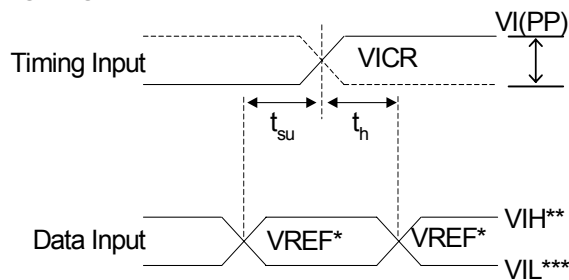 VI(PP)
Timing Input
VICR
tsu
th
Data Input
VREF*
VREF*
VIH**
VIL***